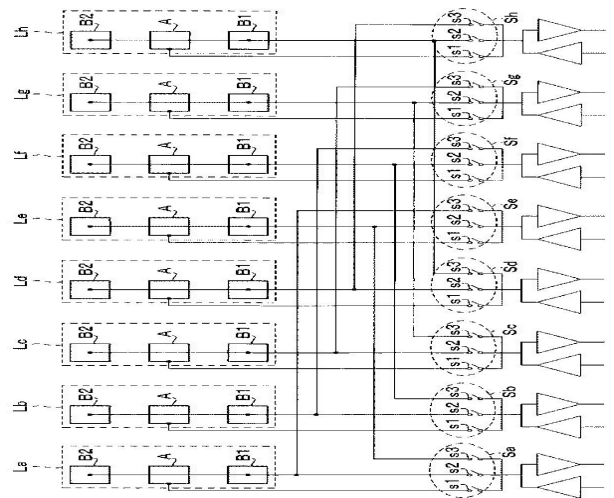 La Lb Lc Ld Le Lf Lg Lh
B2 B2 B2 B2 B2 B2 B2 B2
A A A A A A A A
B1 B1 B1 B1 B1 B1 B1 B1
s1 s2 s3 s1 s2 s3 s1 s2 s3 s1 s2 s3 s1 s2 s3 s1 s2 s3 s1 s2 s3 s1 s2 s3
Sa Sb Sc Sd Se Sf Sg Sh